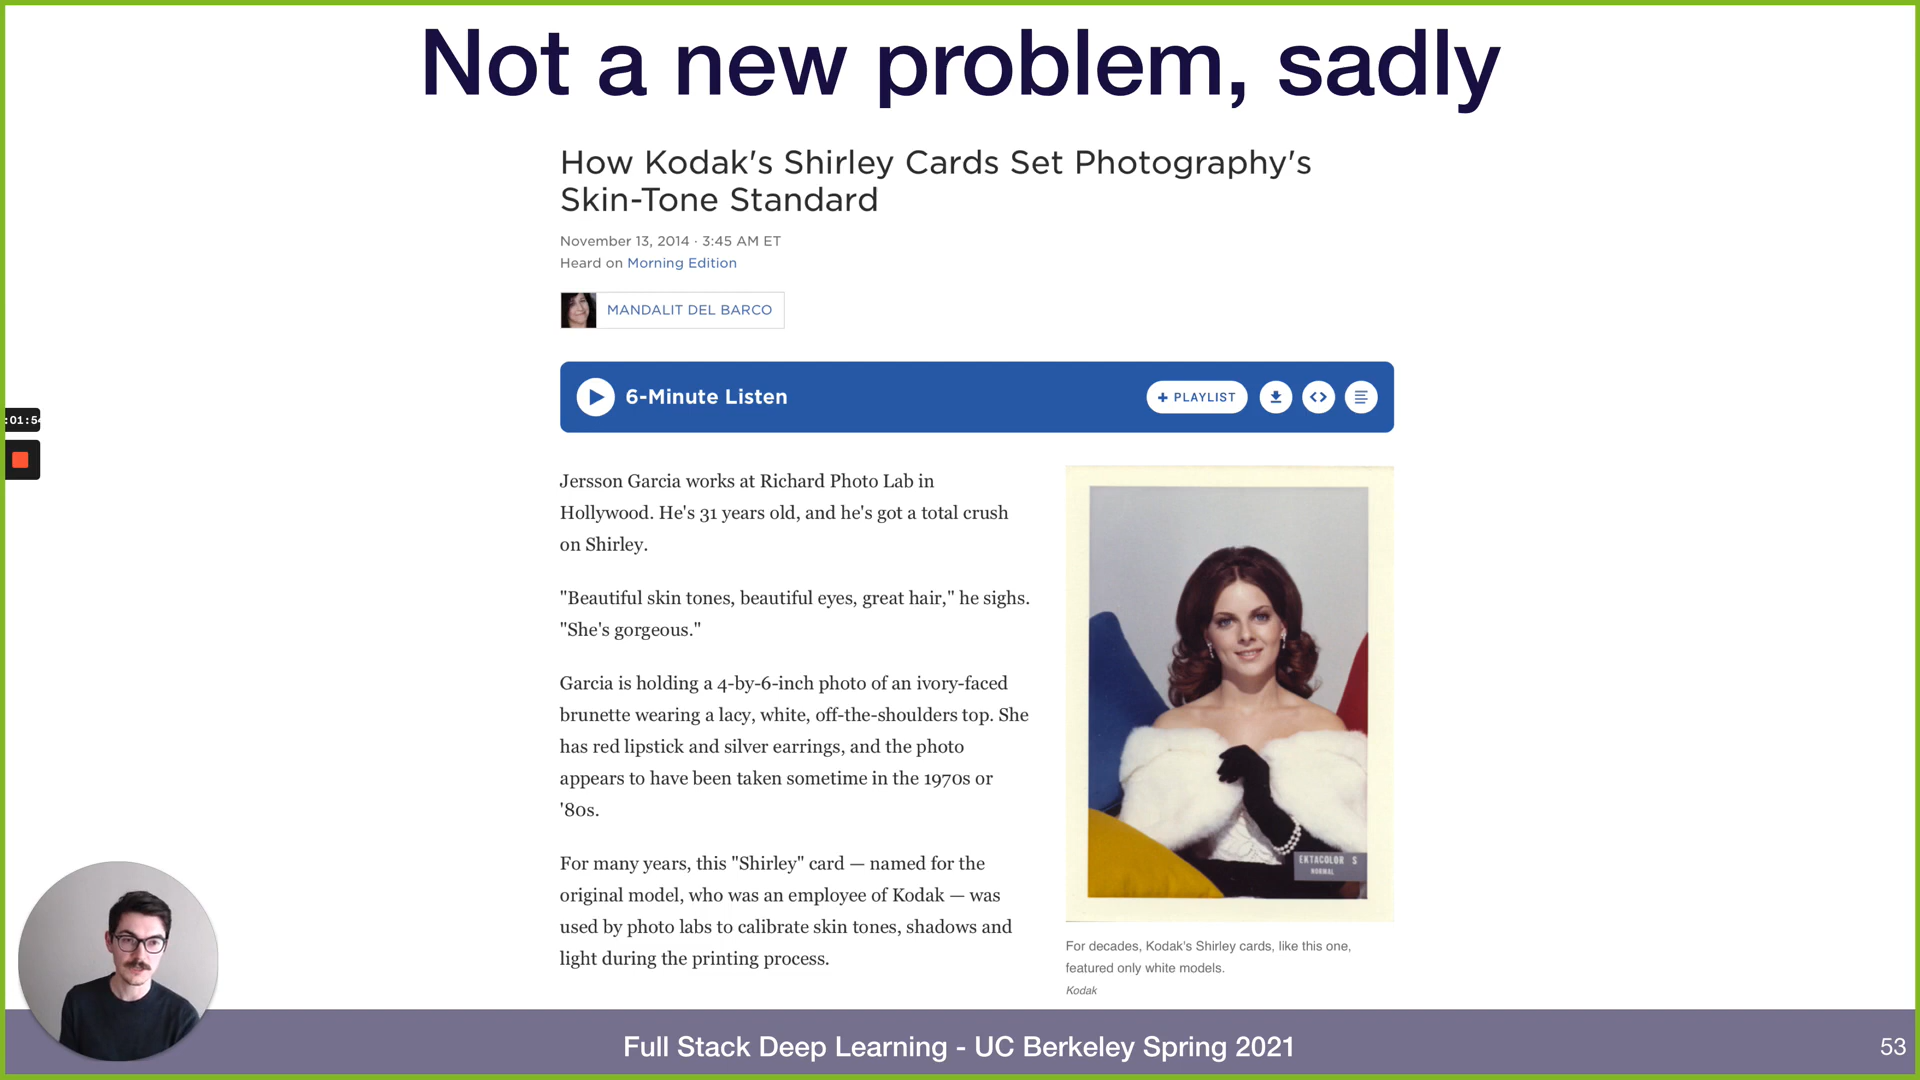 Not a new problem, sadly
How Kodak's Shirley Cards Set Photography's
Skin-Tone Standard
November 13, 2014 · 3:45 AM ET
Heard on Morning Edition
MANDALIT DEL BARCO
6-Minute Listen
+ PLAYLIST
:01:54
Jersson Garcia works at Richard Photo Lab in
Hollywood. He's 31 years old, and he's got a total crush
on Shirley.
"Beautiful skin tones, beautiful eyes, great hair," he sighs.
"She's gorgeous."
Garcia is holding a 4-by-6-inch photo of an ivory-faced
brunette wearing a lacy, white, off-the-shoulders top. She
has red lipstick and silver earrings, and the photo
appears to have been taken sometime in the 1970s or
'80s.
For many years, this "Shirley" card — named for the
original model, who was an employee of Kodak — was
used by photo labs to calibrate skin tones, shadows and
light during the printing process.
EKTACOLOR S
NORMAL
For decades, Kodak's Shirley cards, like this one,
featured only white models.
Kodak
Full Stack Deep Learning - UC Berkeley Spring 2021
53